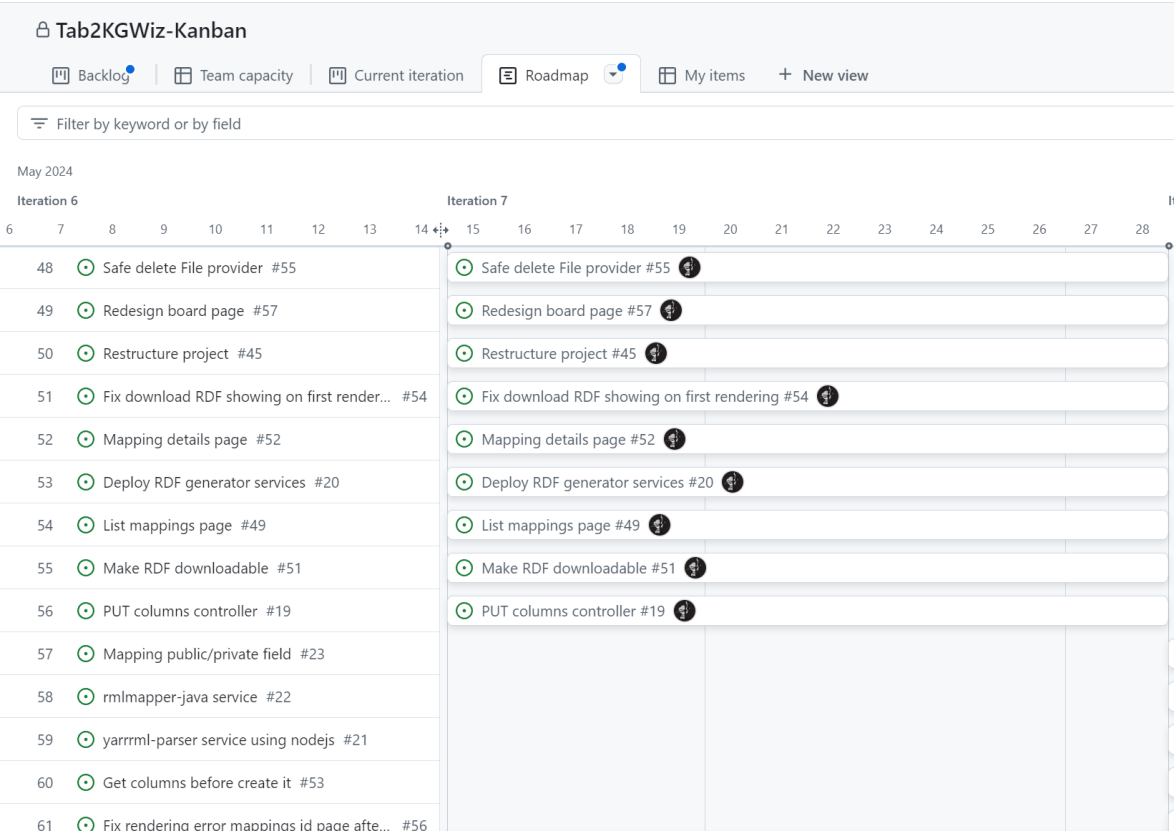 Tab2KGWiz-Kanban
Backlog Team capacity Current iteration Roadmap My items + New view
Filter by keyword or by field
May 2024
Iteration 6 Iteration 7
6 7 8 9 10 11 12 13 14 15 16 17 18 19 20 21 22 23 24 25 26 27 28
48 Safe delete File provider #55 Safe delete File provider #55
49 Redesign board page #57 Redesign board page #57
50 Restructure project #45 Restructure project #45
51 Fix download RDF showing on first render... #54 Fix download RDF showing on first rendering #54
52 Mapping details page #52 Mapping details page #52
53 Deploy RDF generator services #20 Deploy RDF generator services #20
54 List mappings page #49 List mappings page #49
55 Make RDF downloadable #51 Make RDF downloadable #51
56 PUT columns controller #19 PUT columns controller #19
57 Mapping public/private field #23
58 rmlmapper-java service #22
59 yarrrml-parser service using nodejs #21
60 Get columns before create it #53
61 Fix rendering error mappings id page afte... #56